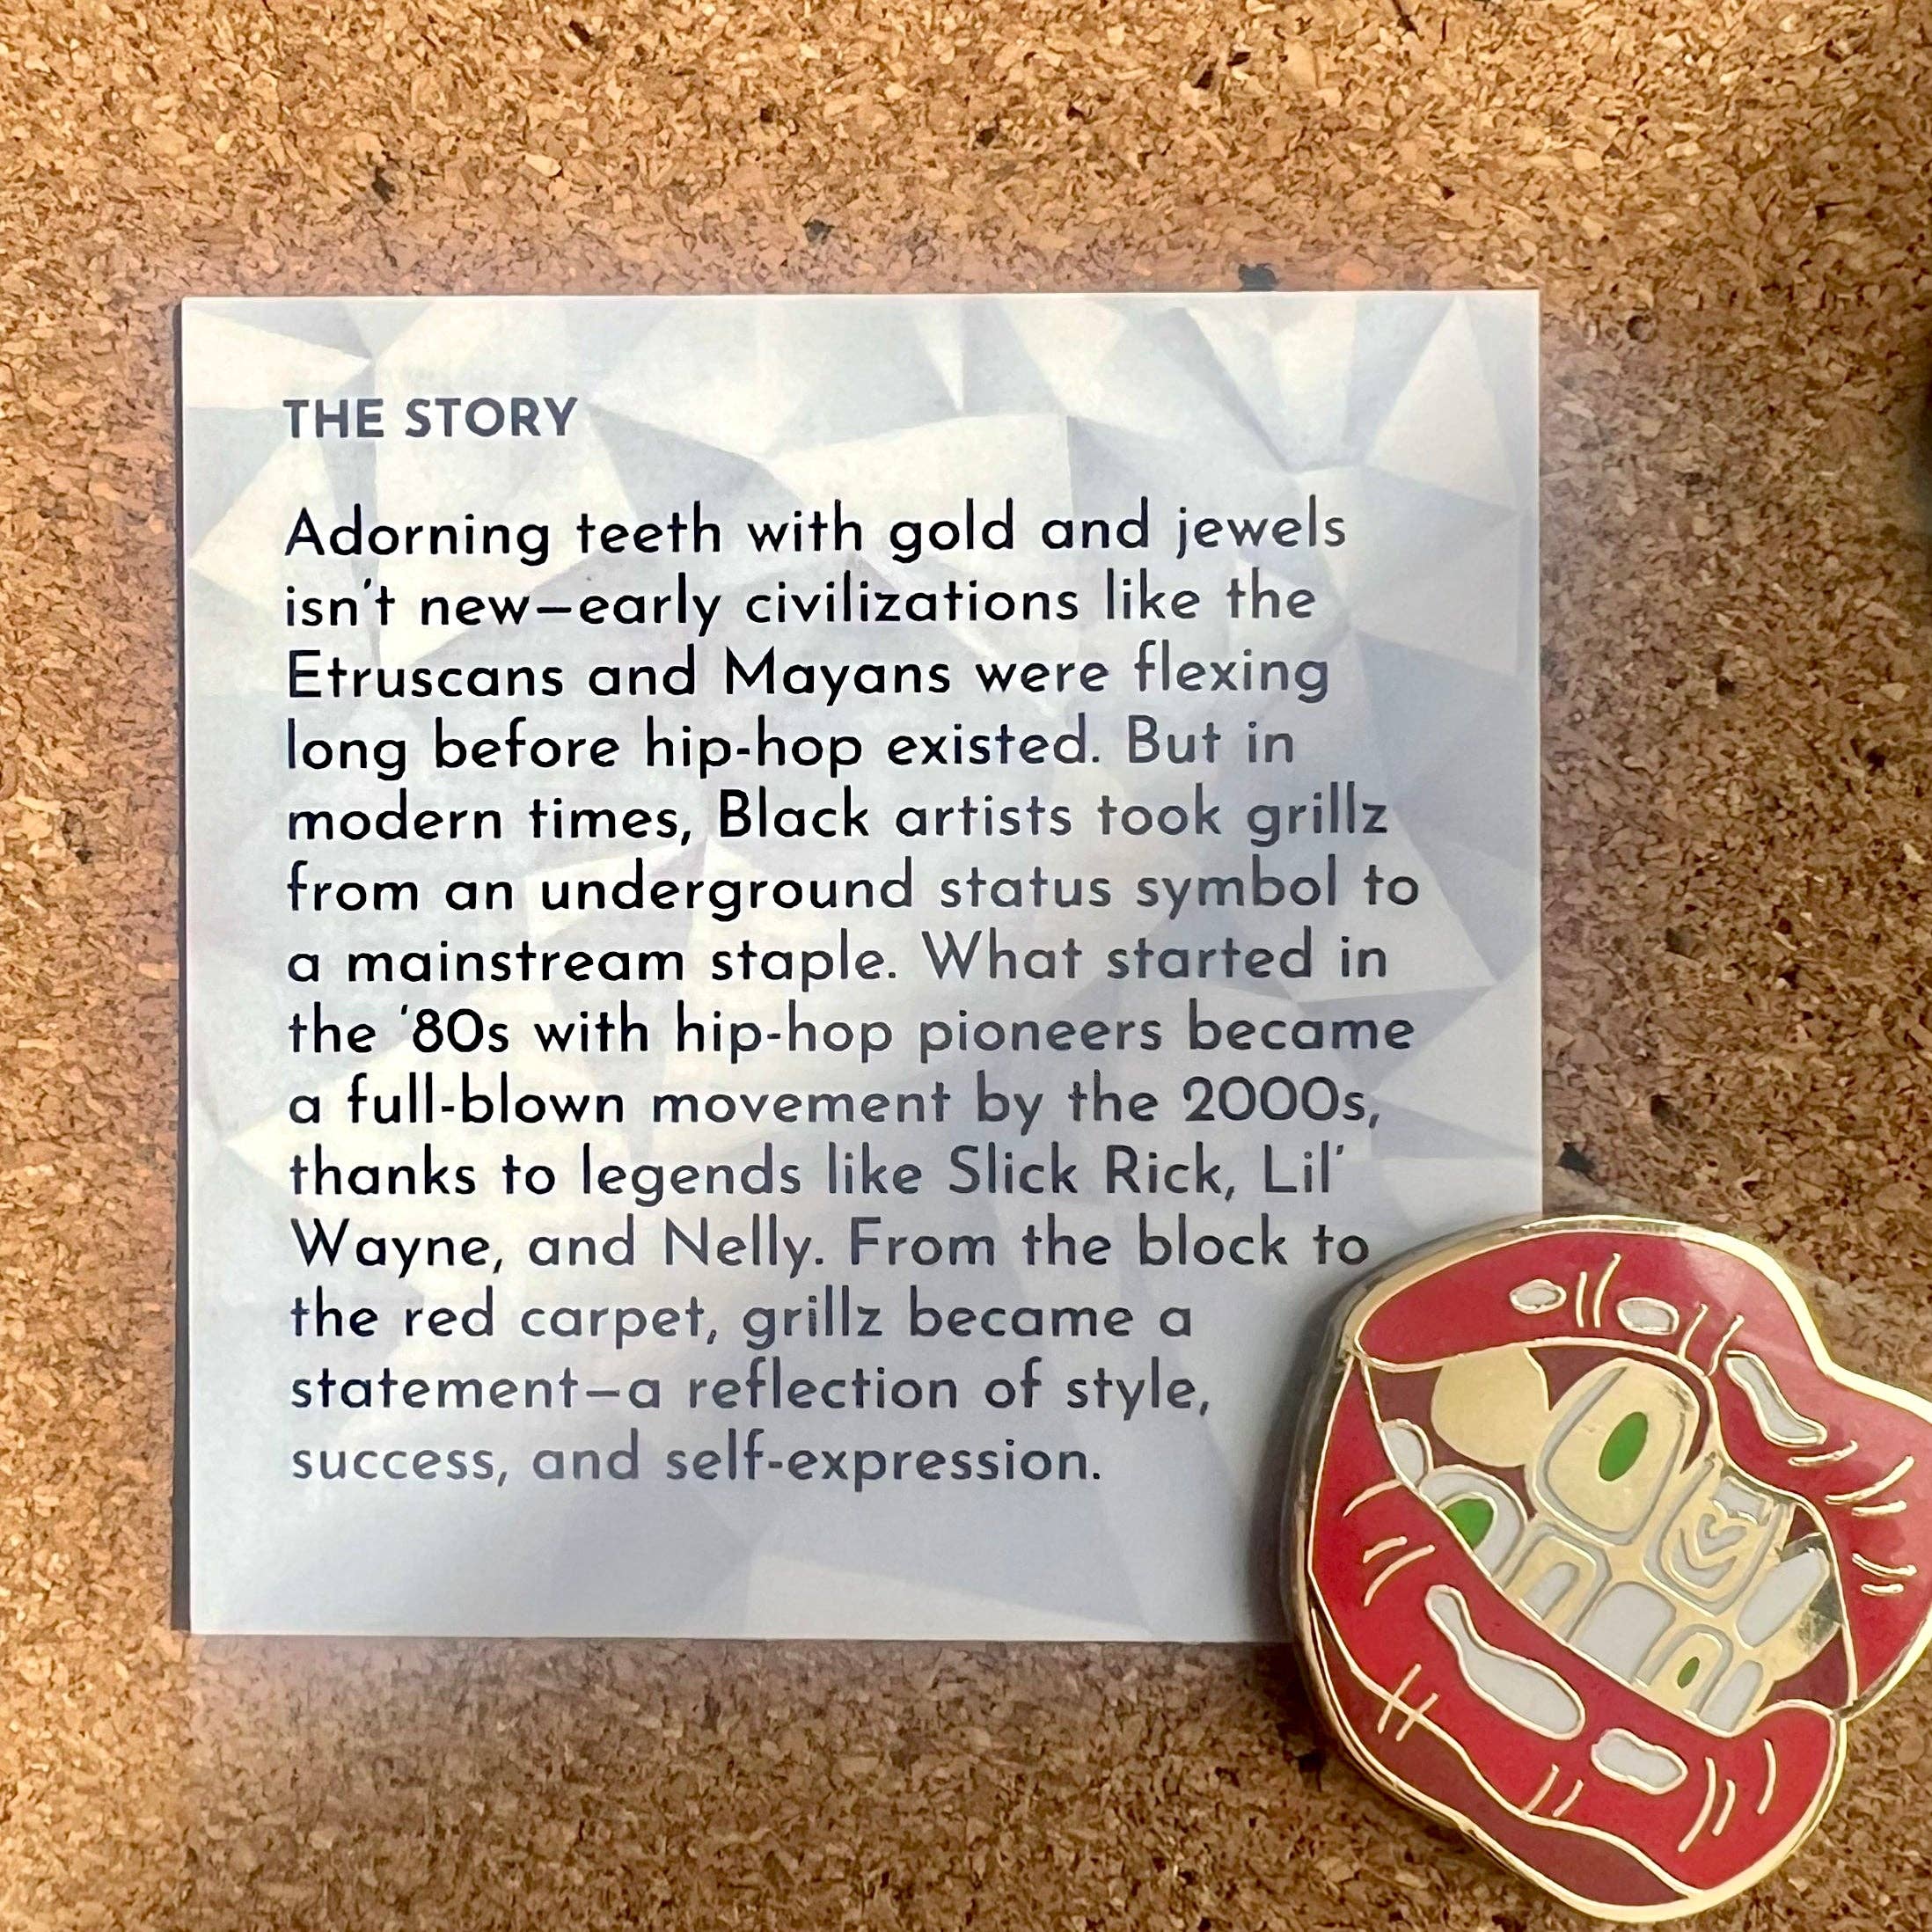 THE STORY
Adorning teeth with gold and jewels
isn't new—early civilizations like the
Etruscans and Mayans were flexing
long before hip-hop existed. But in
modern times, Black artists took grillz
from an underground status symbol to
a mainstream staple. What started in
the '80s with hip-hop pioneers became
a full-blown movement by the 2000s,
thanks to legends like Slick Rick, Lil'
Wayne, and Nelly. From the block to
the red carpet, grillz became a
statement—a reflection of style,
success, and self-expression.